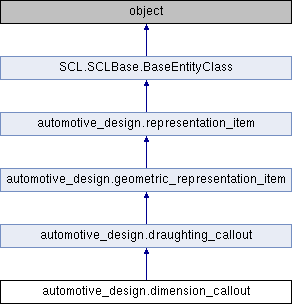 object
SCL.SCLBase.BaseEntityClass
automotive_design.representation_item
automotive_design.geometric_representation_item
automotive_design.draughting_callout
automotive_design.dimension_callout